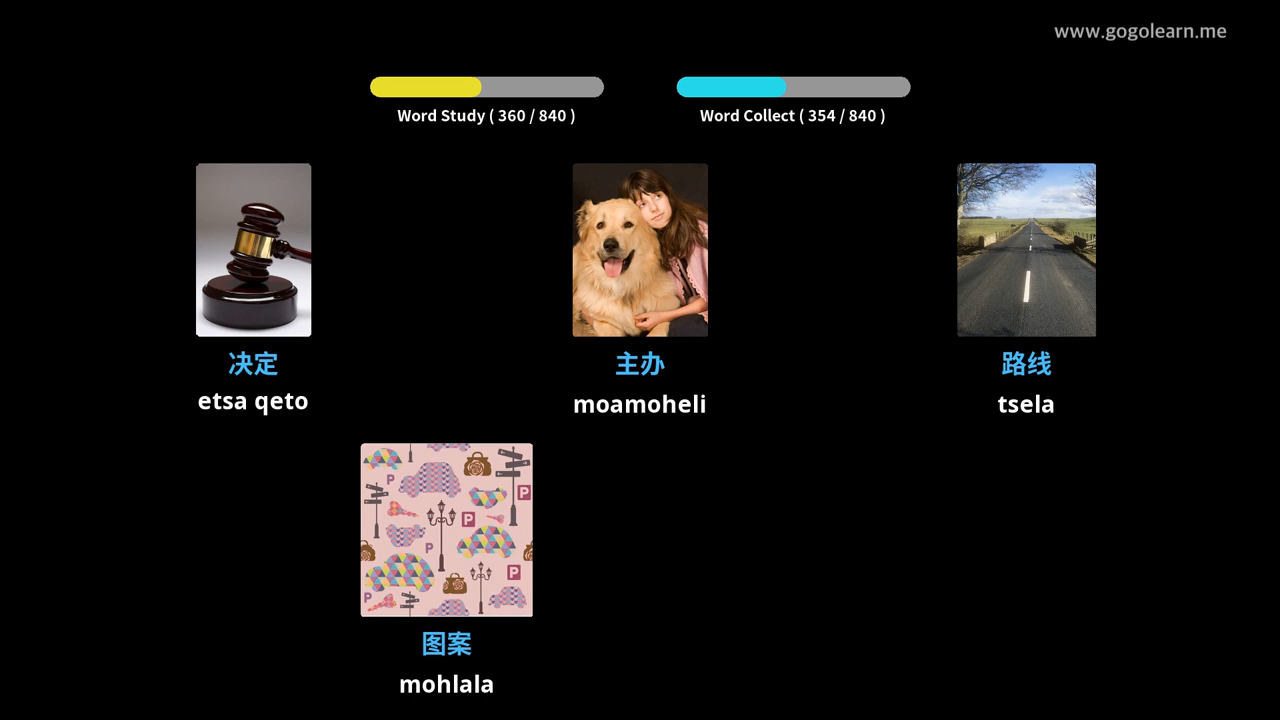 www.gogolearn.me
Word Study ( 360 / 840 )
Word Collect ( 354 / 840 )
决定
etsa qeto
主办
moamoheli
路线
tsela
P
P
P
P
P
P
图案
mohlala